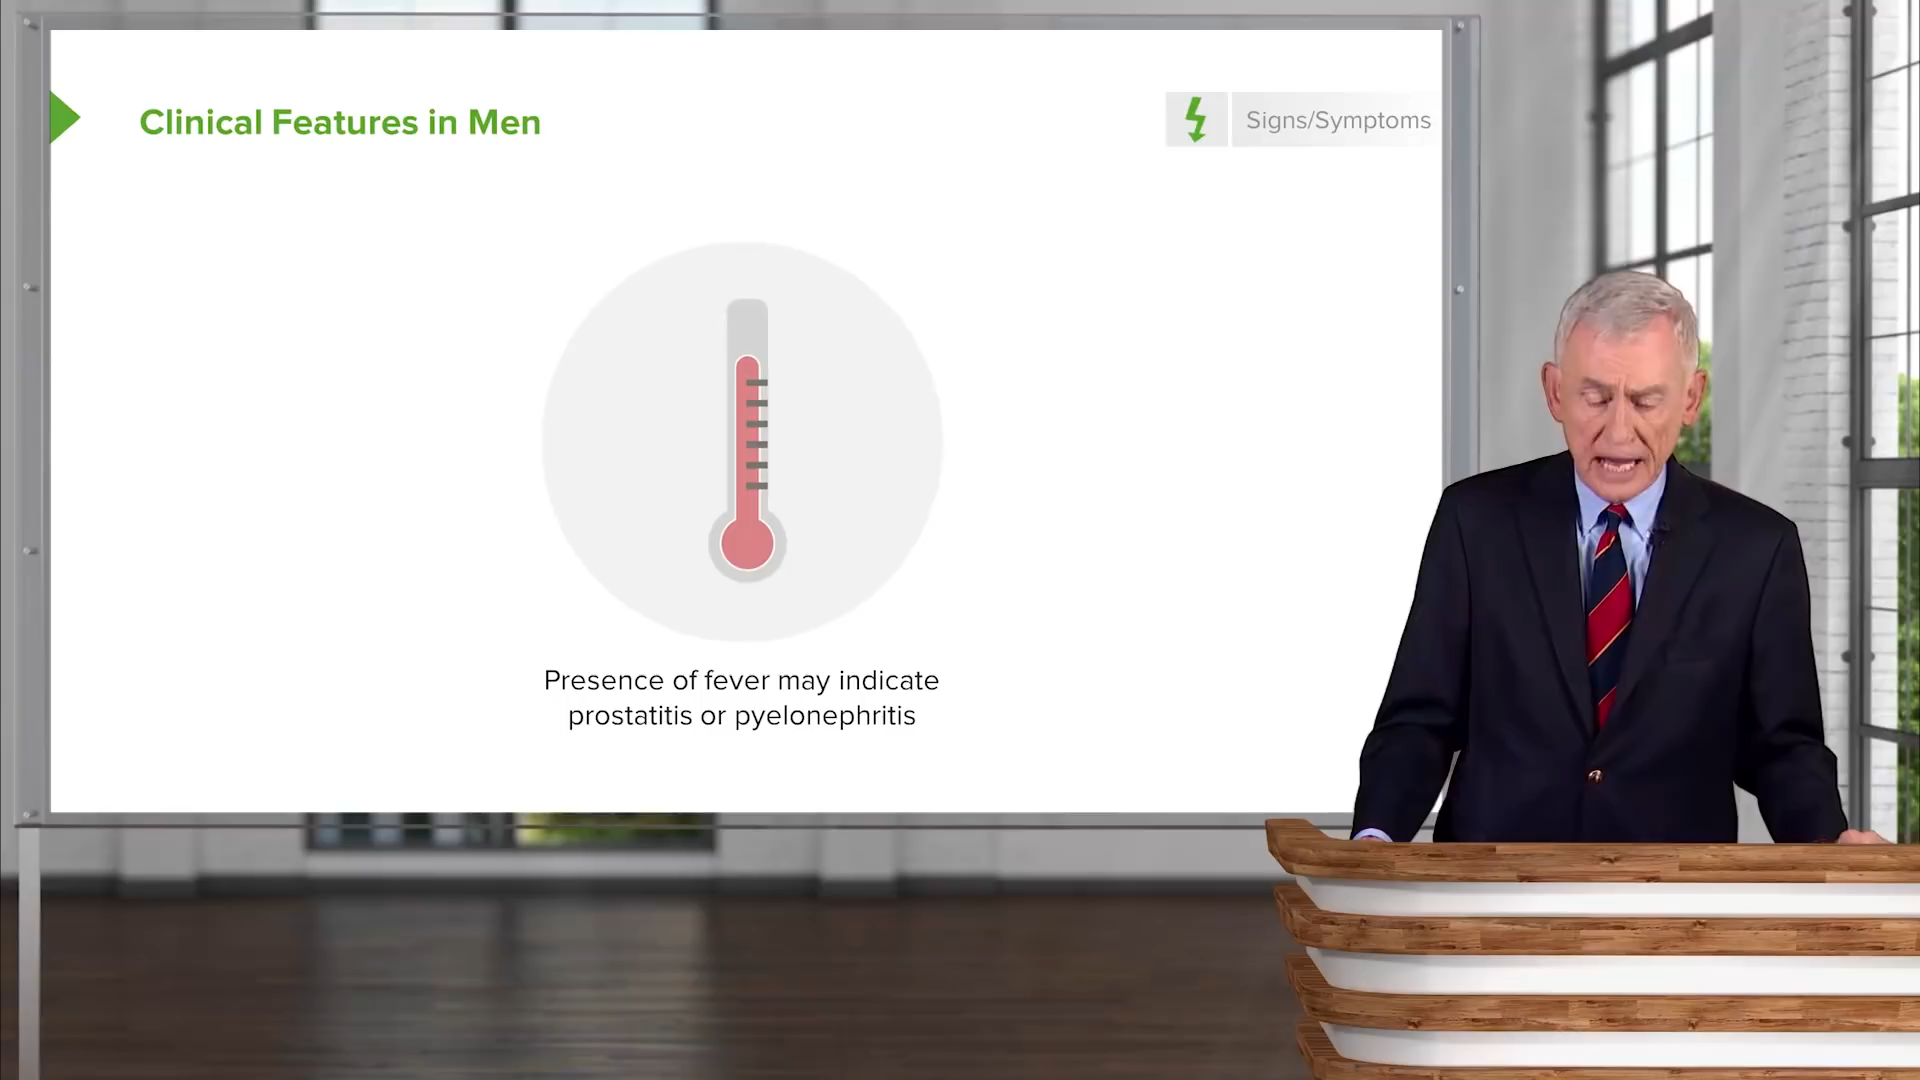 Clinical Features in Men
Signs/Symptoms
Presence of fever may indicate
prostatitis or pyelonephritis